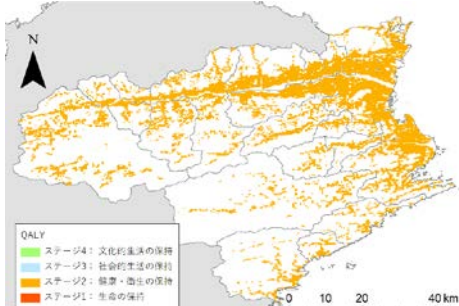 N
QALY
ステージ4： 文化的生活の保持
ステージ3： 社会的生活の保持
ステージ2： 健康・衛生の保持
ステージ1： 生命の保持
0 10 20 40 km